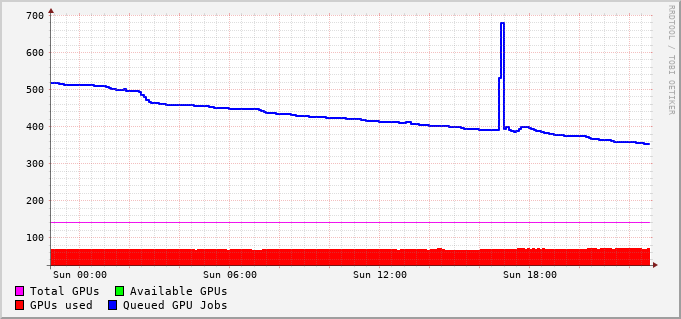 700
600
500
400
300
200
100
Sun 00:00 Sun 06:00 Sun 12:00 Sun 18:00
Total GPUs Available GPUs
GPUs used Queued GPU Jobs
RRDTOOL / TOBI OETIKER